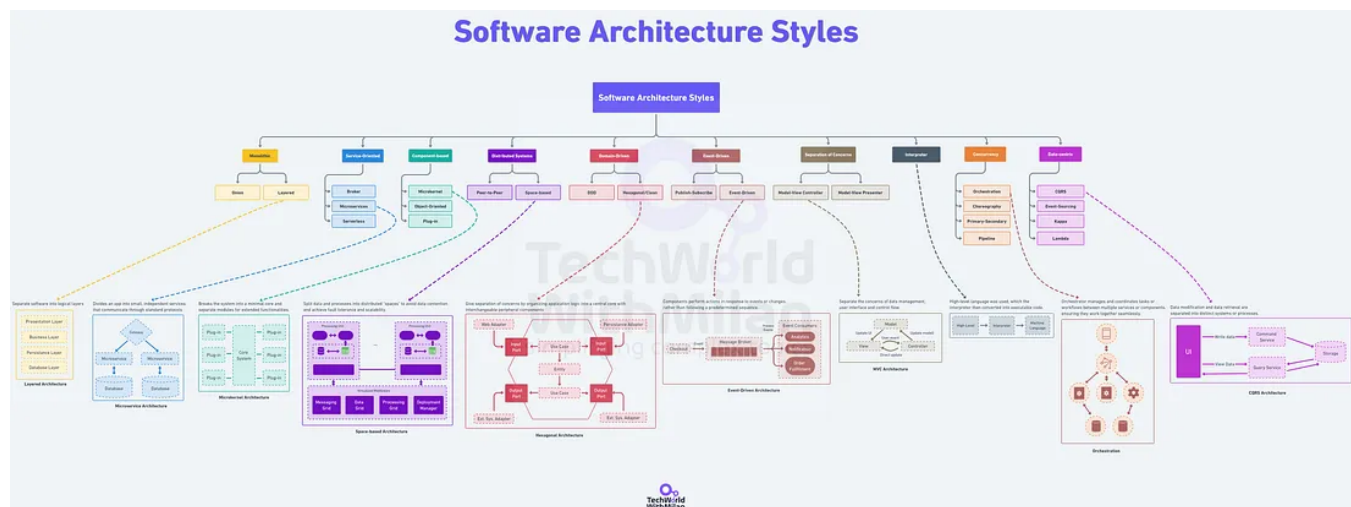 Software Architecture Styles
Software Architecture Styles
Monolithic
Service-Oriented
Component-based
Distributed Systems
Domain-Driven
Event-Driven
Separation of Concerns
Interpreter
Concurrency
Data-centric
Onion
Layered
Broker
Microservices
Serverless
Microkernel
Object-Oriented
Plug-in
Peer-to-Peer
Space-based
DDD
Hexagonal/Clean
Publish-Subscribe
Event-Driven
Model-View Controller
Model-View Presenter
Orchestration
Choreography
Primary-Secondary
Pipeline
CQRS
Event-Sourcing
Kappa
Lambda
TechWorld
WithMilan
Separate software into logical layers
Presentation Layer
Business Layer
Persistence Layer
Database Layer
Layered Architecture
Divides an app into small, independent services
that communicate through standard protocols
Microservice
Microservice
Database
Database
Microservice Architecture
Breaks the system into a minimal core and
separate modules for extended functionalities
Plug-in
Plug-in
Core
System
Plug-in
Plug-in
Plug-in
Plug-in
Microkernel Architecture
Split data and processes into distributed "spaces" to avoid data contention
and achieve fault tolerance and scalability.
Messaging
Grid
Data
Grid
Processing
Grid
Deployment
Manager
Space-based Architecture
Give separation of concerns by organizing application logic into a central core with
interchangeable peripheral components
Web Adapter
Persistence Adapter
Input
Port
Use Case
Input
Port
Entity
Output
Port
Use Case
Output
Port
Ext. Sys. Adapter
Ext. Sys. Adapter
Hexagonal Architecture
Components perform actions in response to events or changes,
rather than following a predetermined sequence.
Checkout
Message Broker
Event Consumers
Analytics
Notification
Order
Fulfillment
Event-Driven Architecture
Separate the concerns of data management,
user interface and control flow.
Model
Update UI
Update model
View
Controller
MVC Architecture
High-level language was used, which the
interpreter then converted into executable code.
High-Level
Interpreter
Machine
Language
Orchestrator manages and coordinates tasks or
workflows between multiple services or components,
ensuring they work together seamlessly.
Orchestration
Data modification and data retrieval are
separated into distinct systems or processes.
UI
Write data
Command
Service
View Data
Query Service
Storage
CQRS Architecture
TechWorld
WithMilan